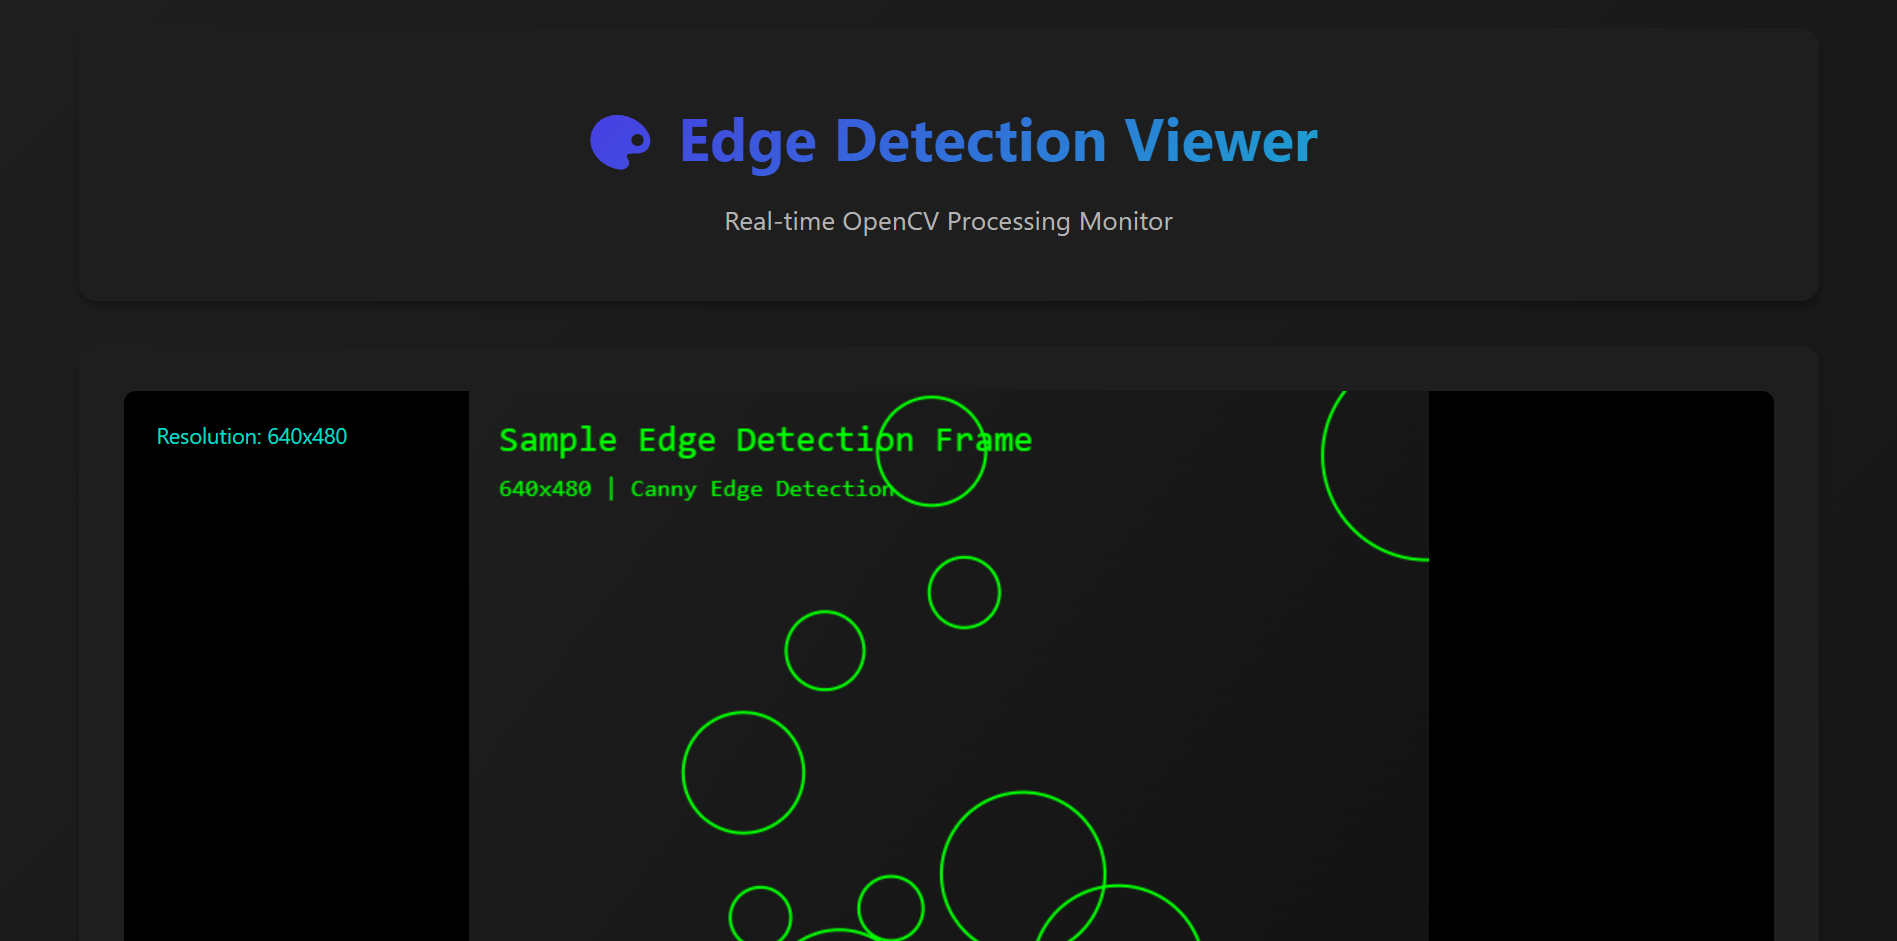 Edge Detection Viewer
Real-time OpenCV Processing Monitor
Resolution: 640x480
Sample Edge Detection Frame
640x480 | Canny Edge Detection